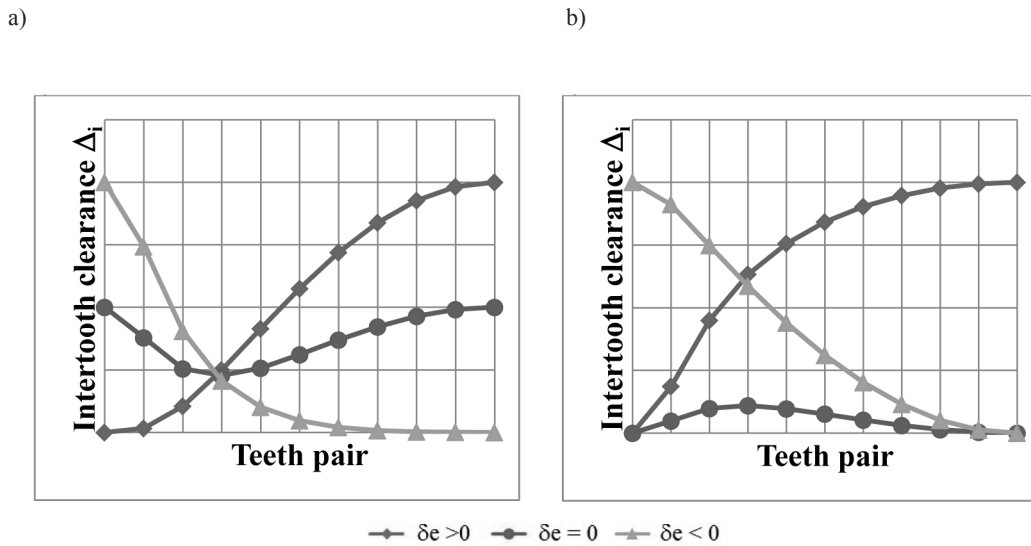 a)
b)
Intertooth clearance Δi
Teeth pair
Intertooth clearance Δi
Teeth pair
δe >0 δe = 0 δe < 0